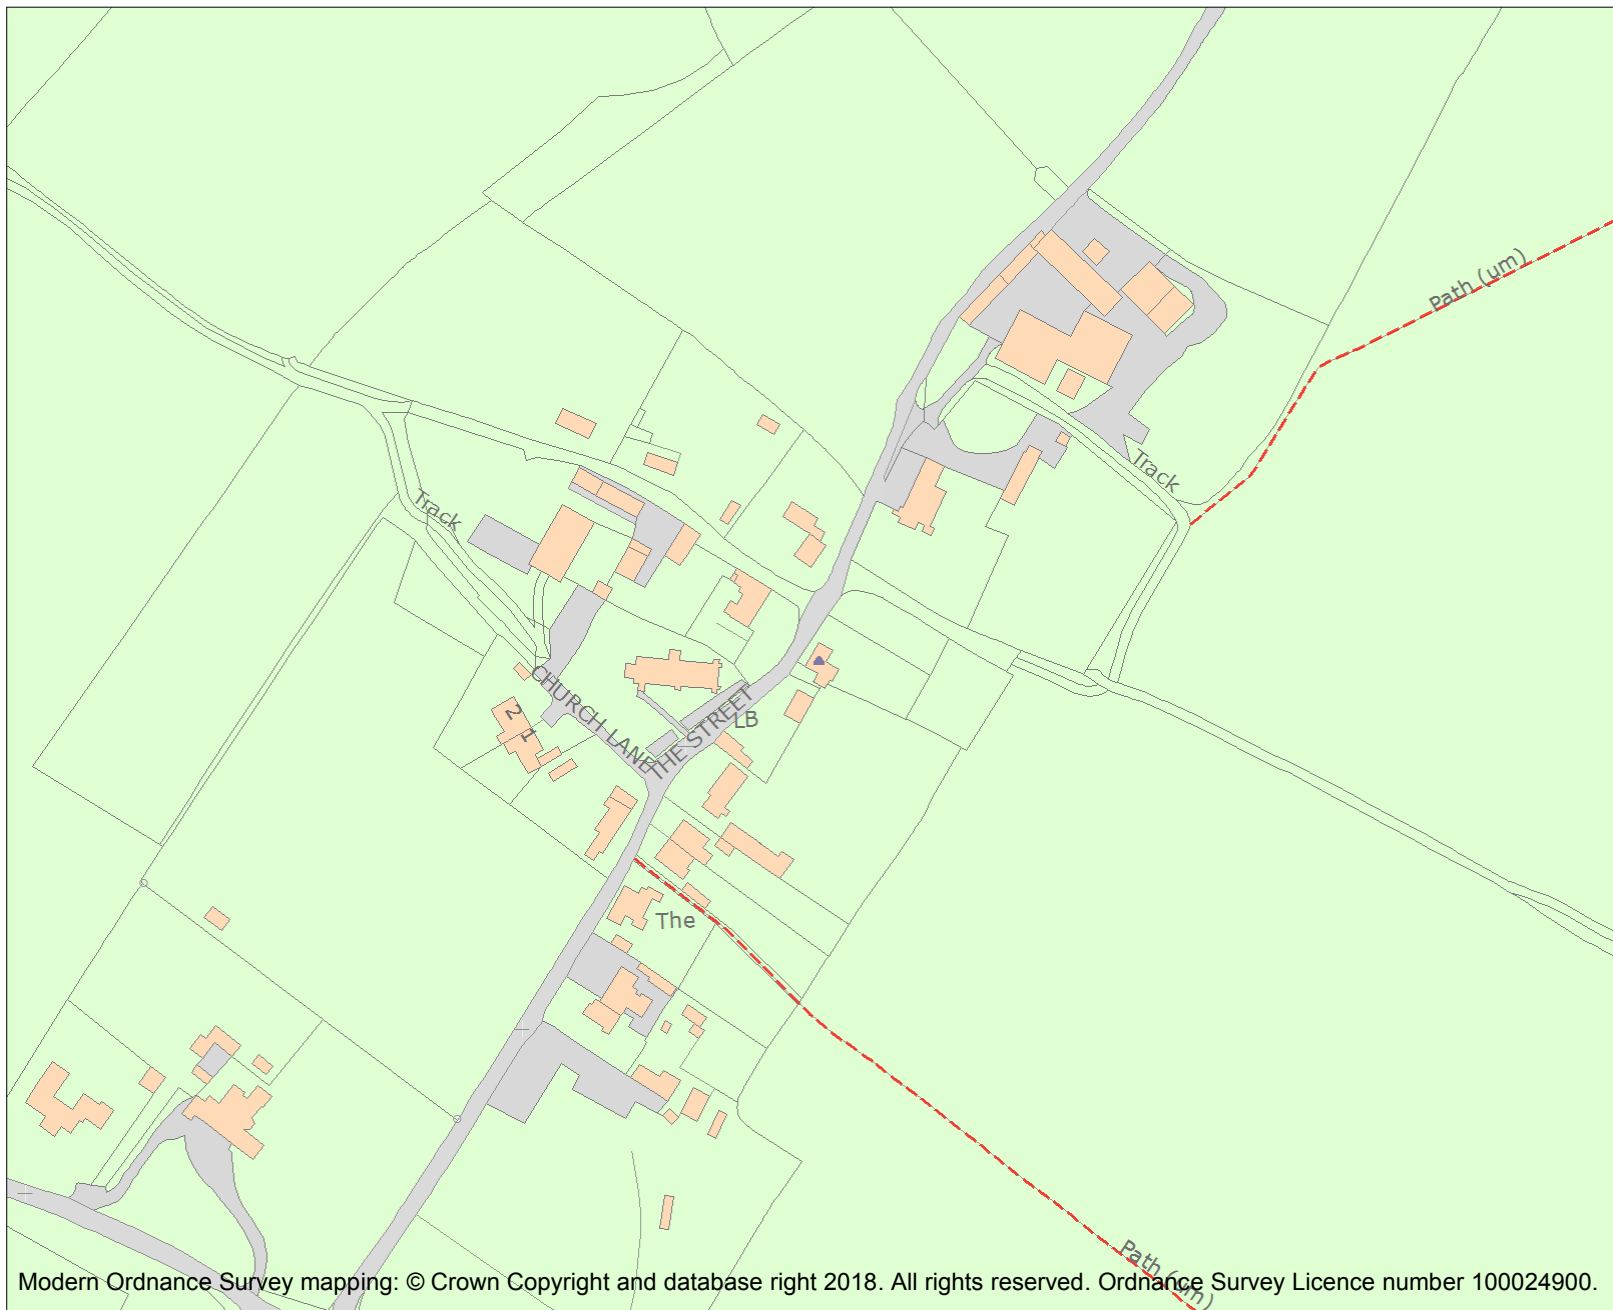 Path (um)
Track
Track
CHURCH LANE
2
1
THE STREET
LB
The
Path (um)
Modern Ordnance Survey mapping: © Crown Copyright and database right 2018. All rights reserved. Ordnance Survey Licence number 100024900.